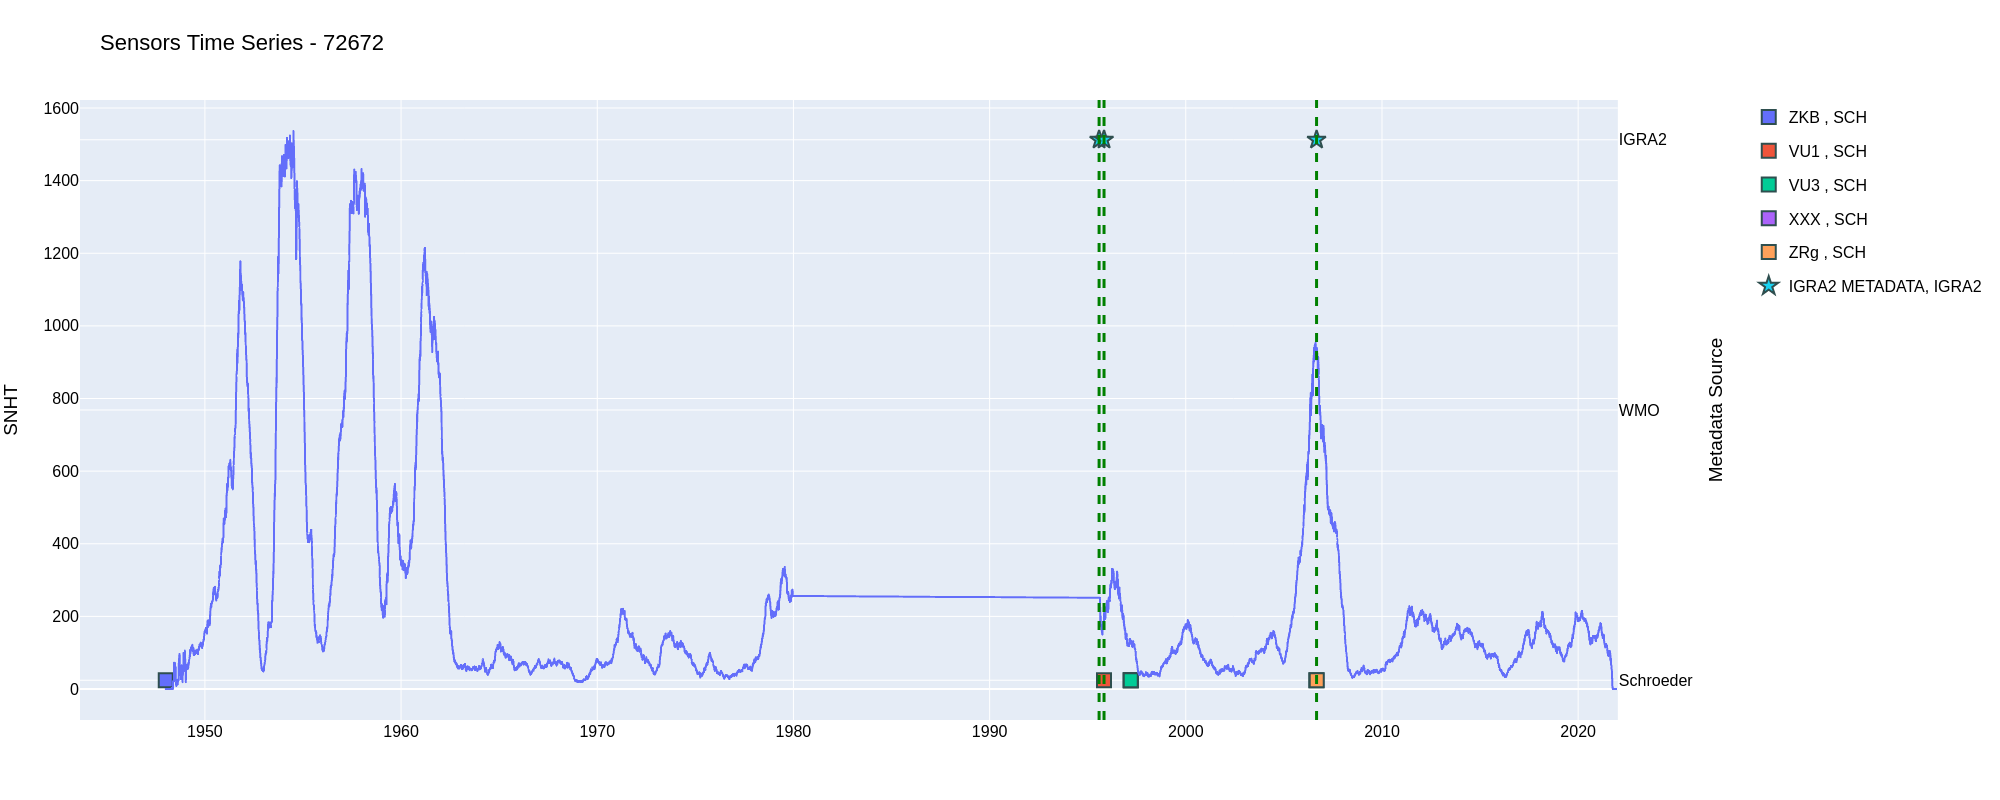 Sensors Time Series - 72672
SNHT
1600
1400
1200
1000
800
600
400
200
0
1950
1960
1970
1980
1990
2000
2010
2020
IGRA2
WMO
Schroeder
Metadata Source
ZKB , SCH
VU1 , SCH
VU3 , SCH
XXX , SCH
ZRg , SCH
IGRA2 METADATA, IGRA2